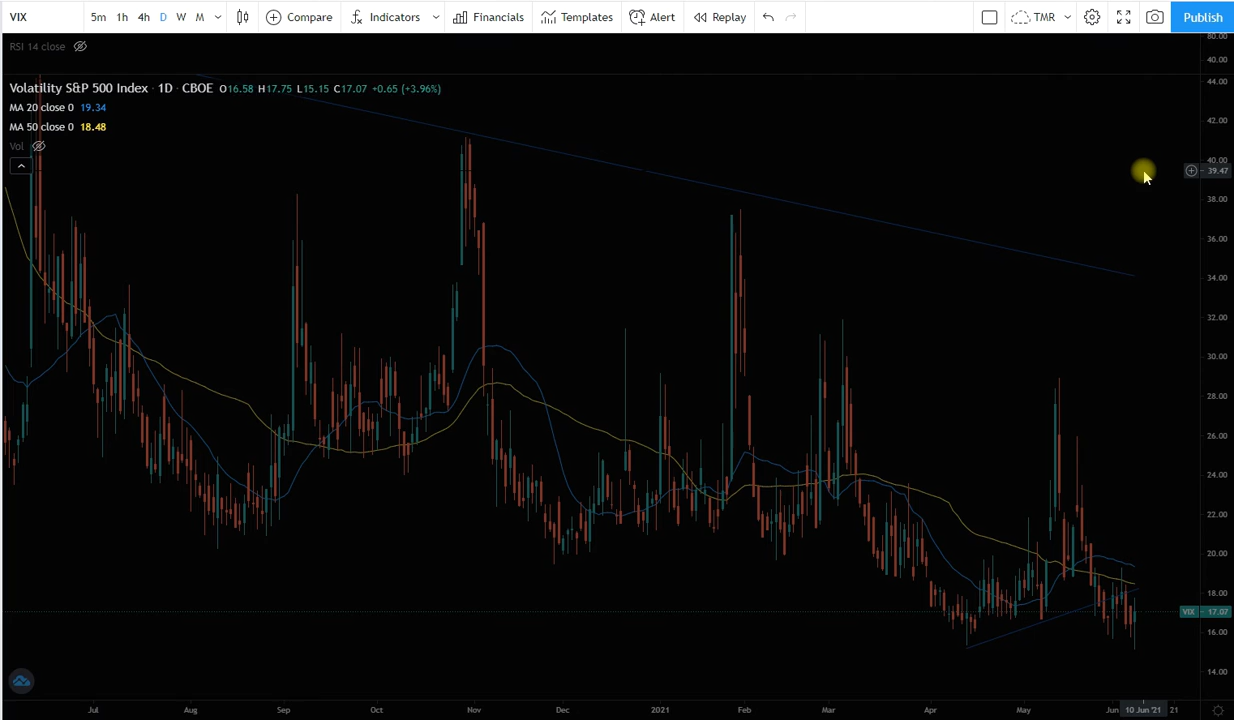 VIX 5m 1h 4h D W M Compare Indicators Financials Templates Alert Replay TMR Publish
RSI 14 close
Volatility S&P 500 Index · 1D · CBOE O16.58 H17.75 L15.15 C17.07 +0.65 (+3.96%)
MA 20 close 0 19.34
MA 50 close 0 18.48
Vol
80.00
40.00
44.00
42.00
40.00
39.47
38.00
36.00
34.00
32.00
30.00
28.00
26.00
24.00
22.00
20.00
18.00
VIX 17.07
16.00
14.00
Jul Aug Sep Oct Nov Dec 2021 Feb Mar Apr May Jun 10 Jun '21 21